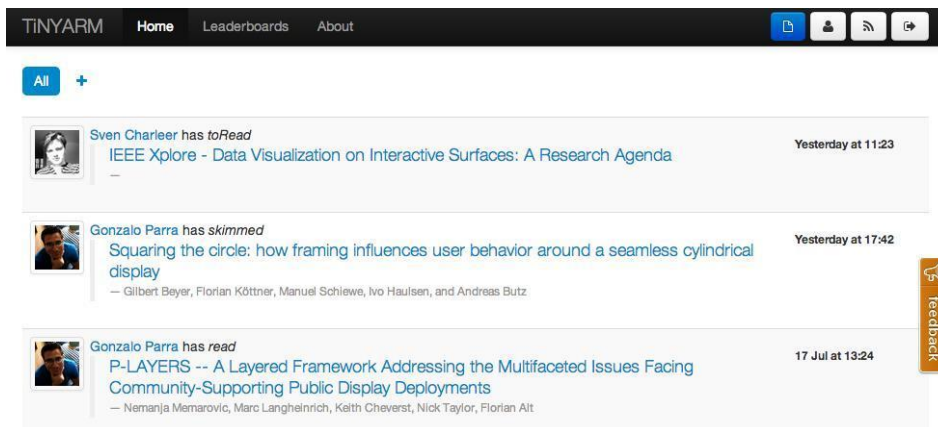 TiNYARM Home Leaderboards About
All +
Sven Charleer has toRead
IEEE Xplore - Data Visualization on Interactive Surfaces: A Research Agenda
—
Yesterday at 11:23
Gonzalo Parra has skimmed
Squaring the circle: how framing influences user behavior around a seamless cylindrical
display
— Gilbert Beyer, Florian Köttner, Manuel Schiewe, Ivo Haulsen, and Andreas Butz
Yesterday at 17:42
Gonzalo Parra has read
P-LAYERS -- A Layered Framework Addressing the Multifaceted Issues Facing
Community-Supporting Public Display Deployments
— Nemanja Memarovic, Marc Langheinrich, Keith Cheverst, Nick Taylor, Florian Alt
17 Jul at 13:24
feedback